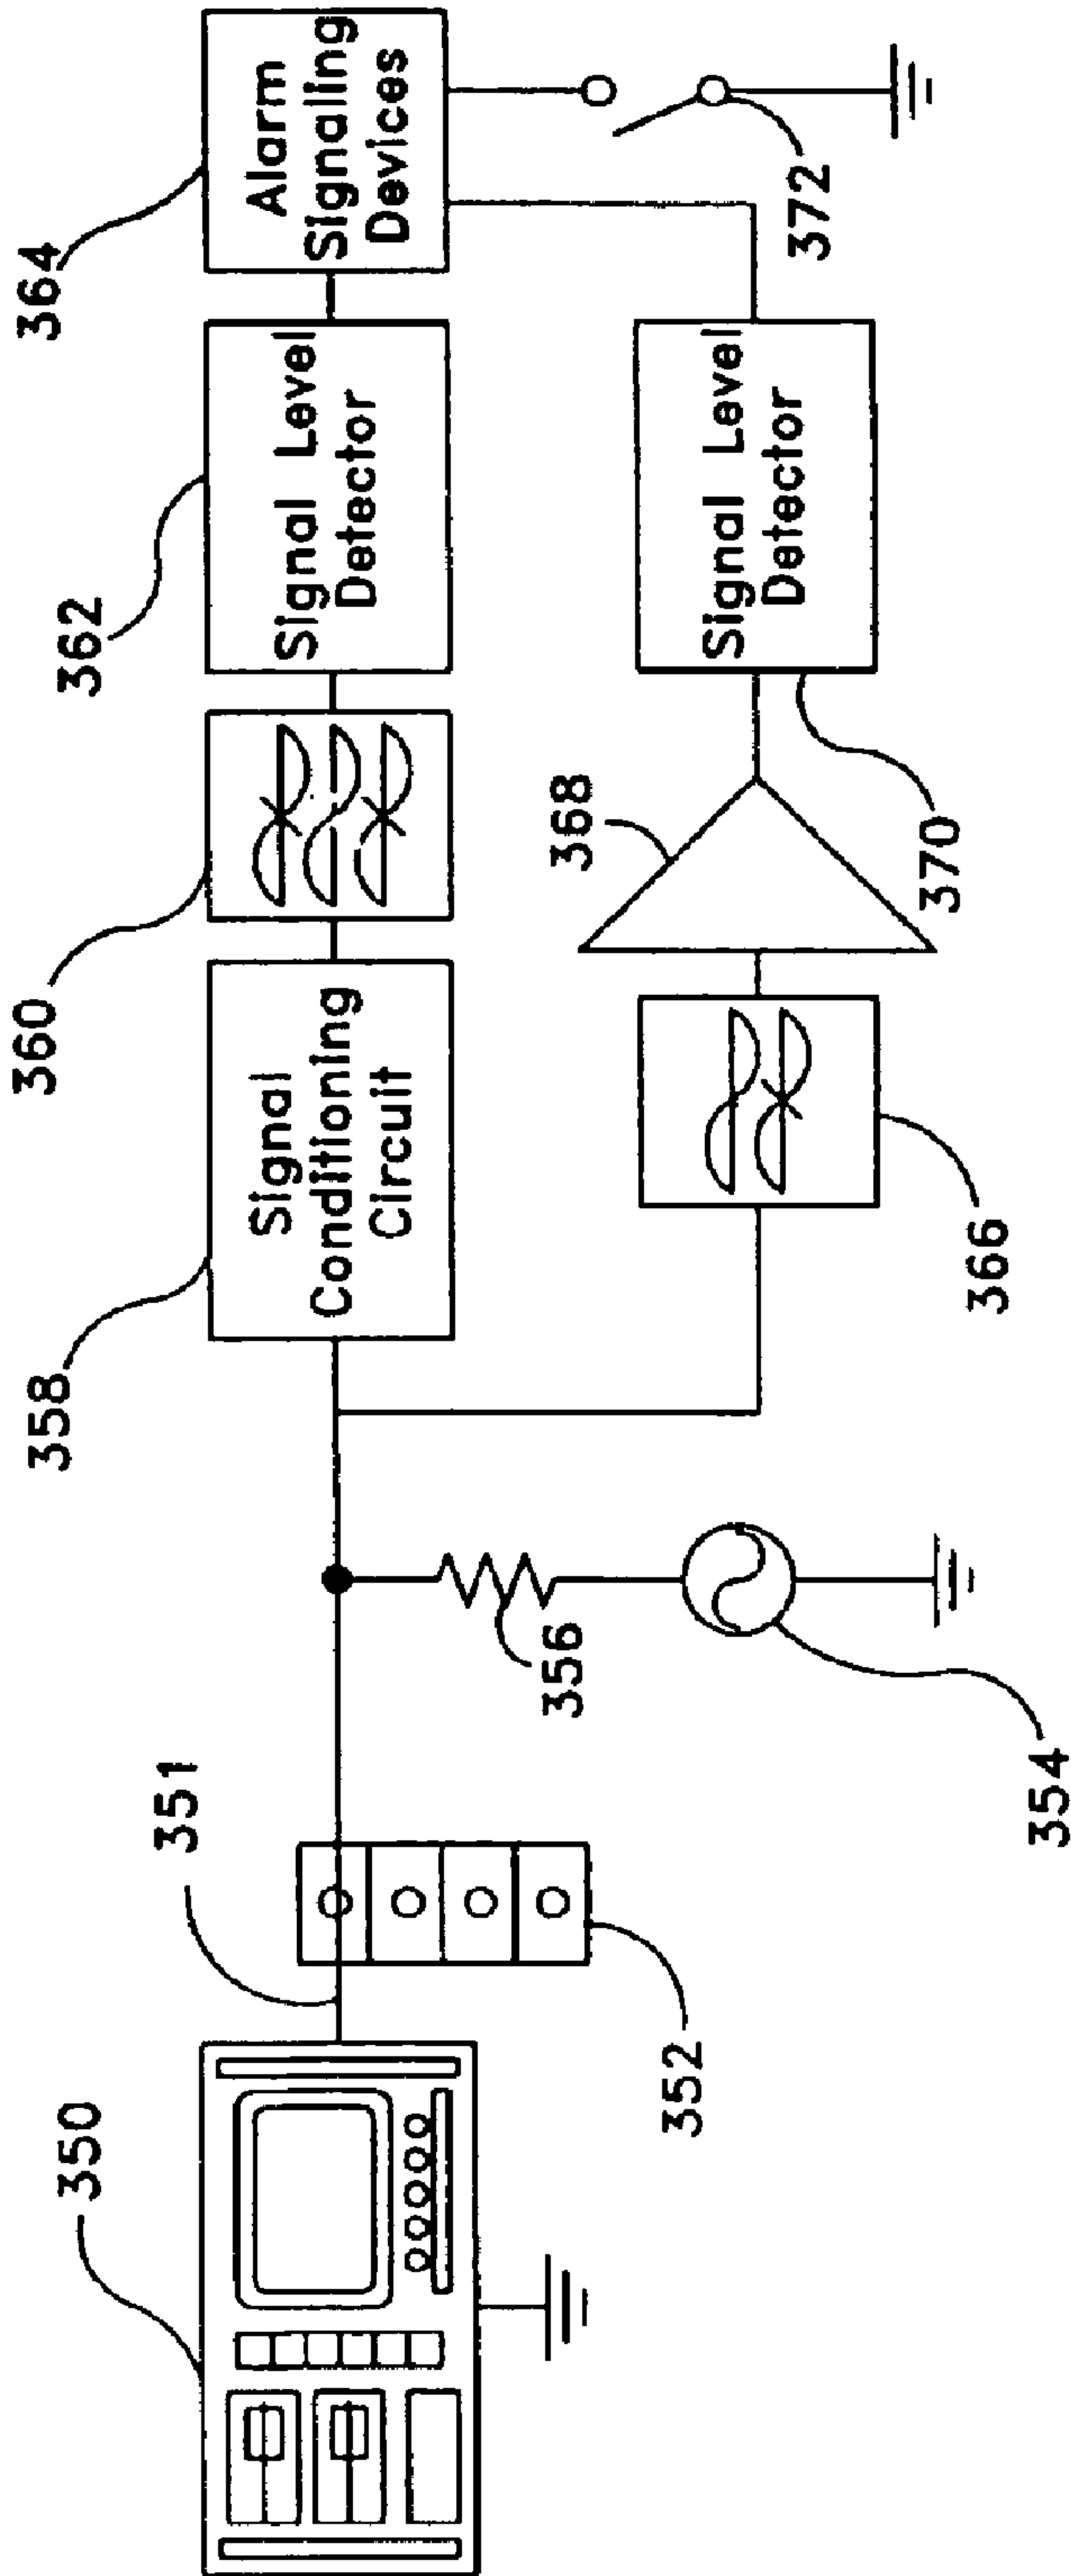 350
351
352
354
356
358
Signal
Conditioning
Circuit
360
362
Signal Level
Detector
364
Alarm
Signaling
Devices
366
368
370
Signal Level
Detector
372